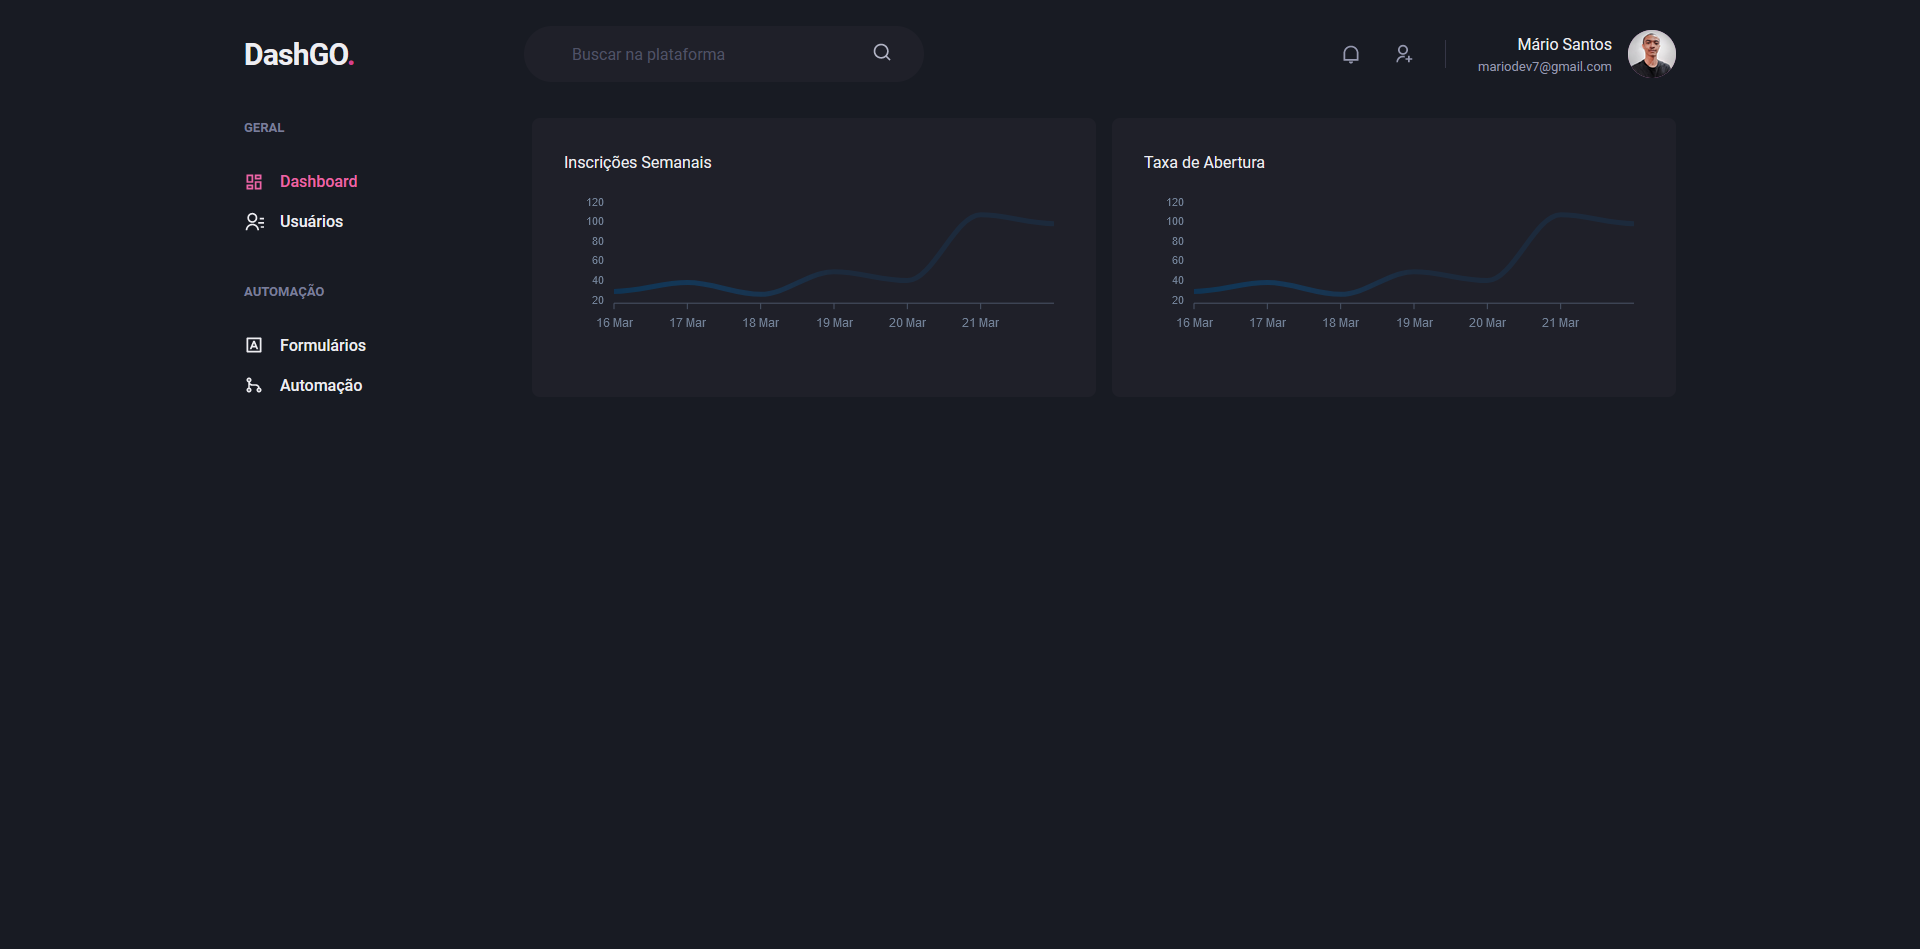 DashGO.
Buscar na plataforma
Mário Santos
mariodev7@gmail.com
GERAL
Dashboard
Usuários
AUTOMAÇÃO
Formulários
Automação
Inscrições Semanais
120
100
80
60
40
20
16 Mar 17 Mar 18 Mar 19 Mar 20 Mar 21 Mar
Taxa de Abertura
120
100
80
60
40
20
16 Mar 17 Mar 18 Mar 19 Mar 20 Mar 21 Mar